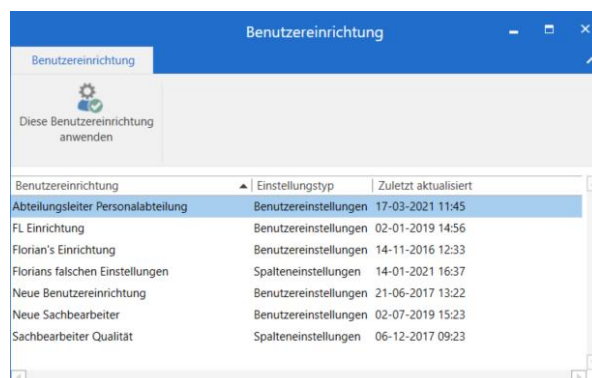 Benutzereinrichtung
Benutzereinrichtung
Diese Benutzereinrichtung
anwenden
Benutzereinrichtung Einstellungstyp Zuletzt aktualisiert
Abteilungsleiter Personalabteilung Benutzereinstellungen 17-03-2021 11:45
FL Einrichtung Benutzereinstellungen 02-01-2019 14:56
Florian's Einrichtung Benutzereinstellungen 14-11-2016 12:33
Florians falschen Einstellungen Spalteneinstellungen 14-01-2021 16:37
Neue Benutzereinrichtung Benutzereinstellungen 21-06-2017 13:22
Neue Sachbearbeiter Benutzereinstellungen 02-07-2019 15:23
Sachbearbeiter Qualität Spalteneinstellungen 06-12-2017 09:23